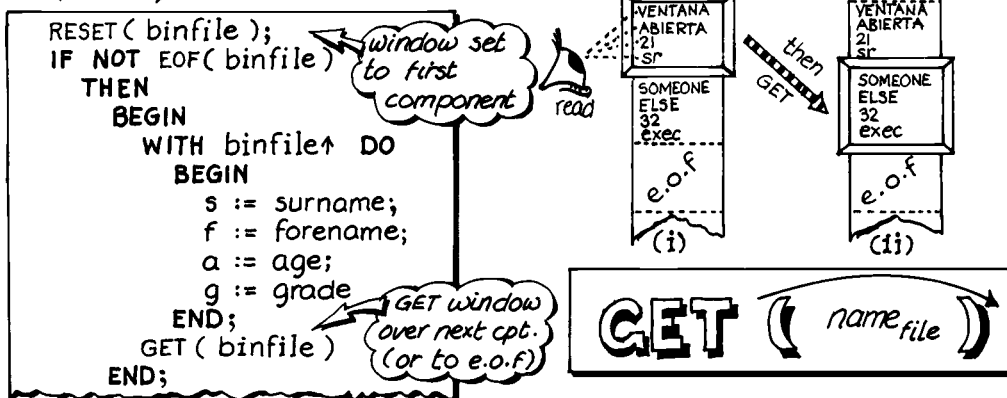 RESET( binfile );
IF NOT EOF( binfile)
THEN
BEGIN
WITH binfile↑ DO
BEGIN
s := surname;
f := forename;
a := age;
g := grade
END;
GET ( binfile )
END;
window set
to first
component
GET window
over next cpt.
(or to e.o.f)
read
VENTANA
ABIERTA
21
sr
SOMEONE
ELSE
32
exec
e.o.f
(i)
then
GET
VENTANA
ABIERTA
21
sr
SOMEONE
ELSE
32
exec
e.o.f
(ii)
GET ( name file )